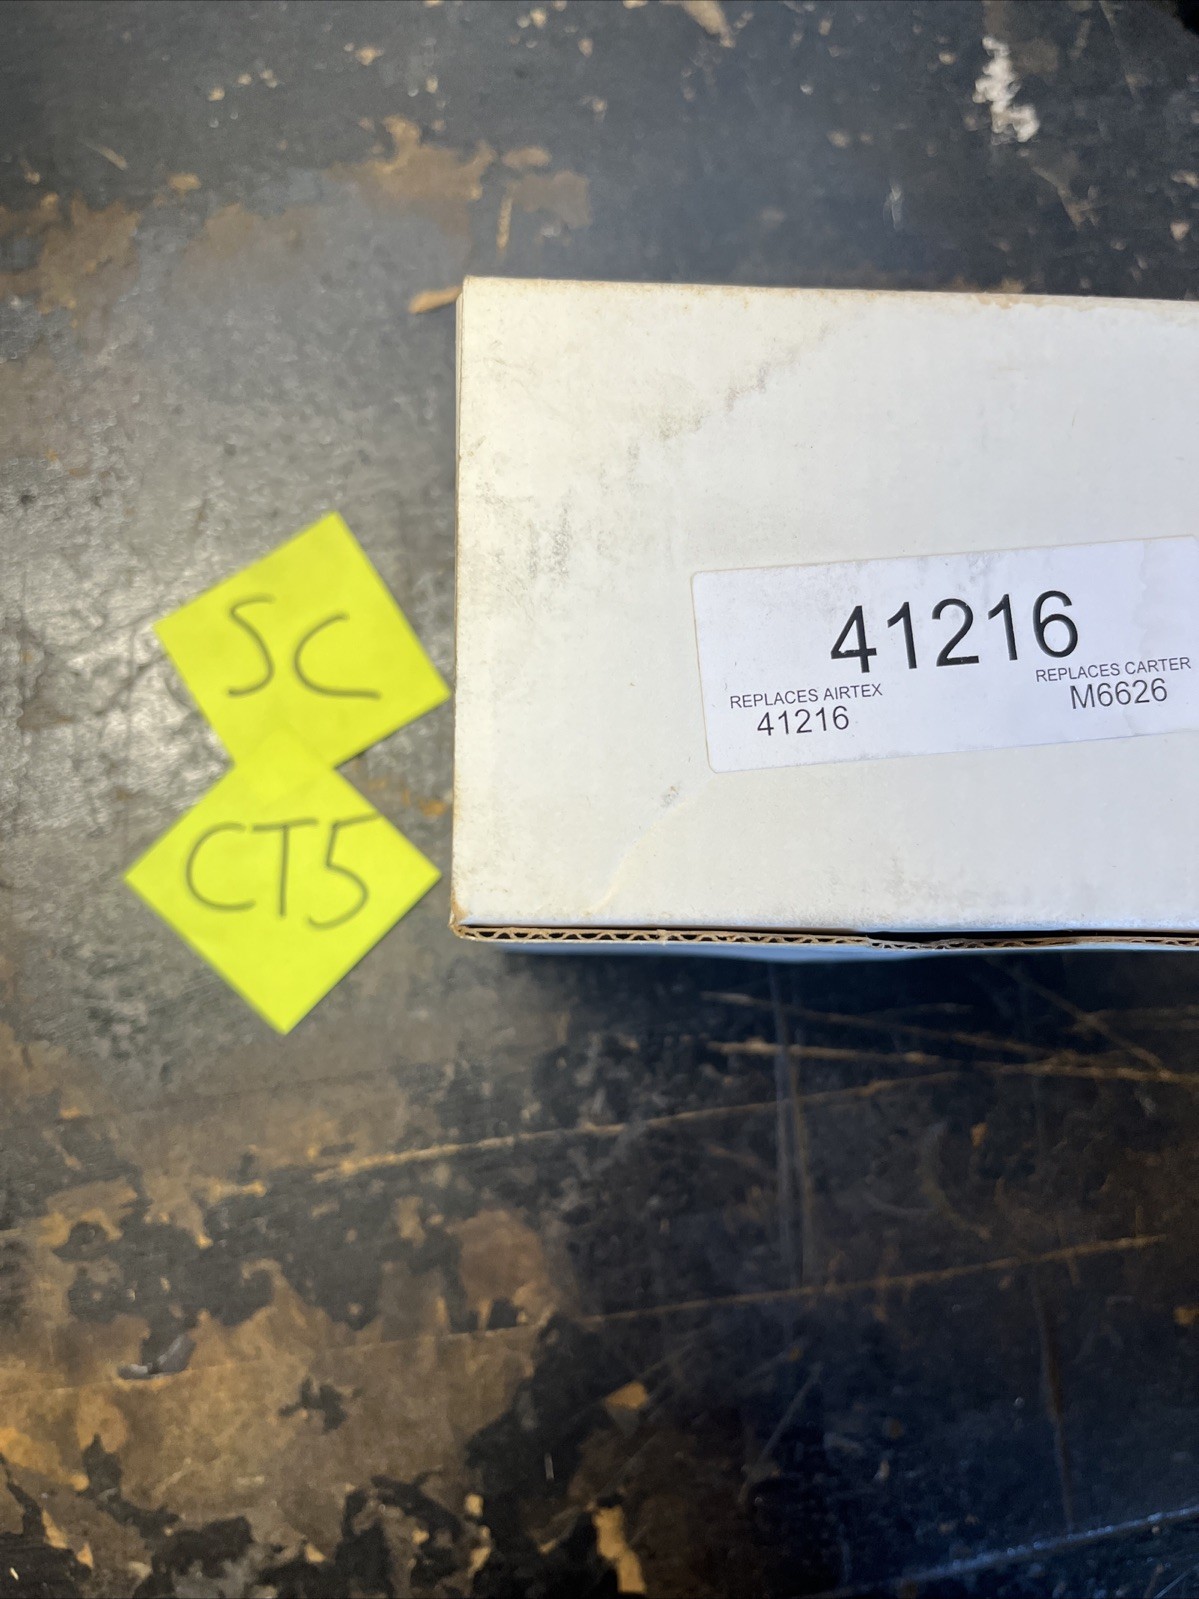 SC
CT5
41216
REPLACES AIRTEX
41216
REPLACES CARTER
M6626